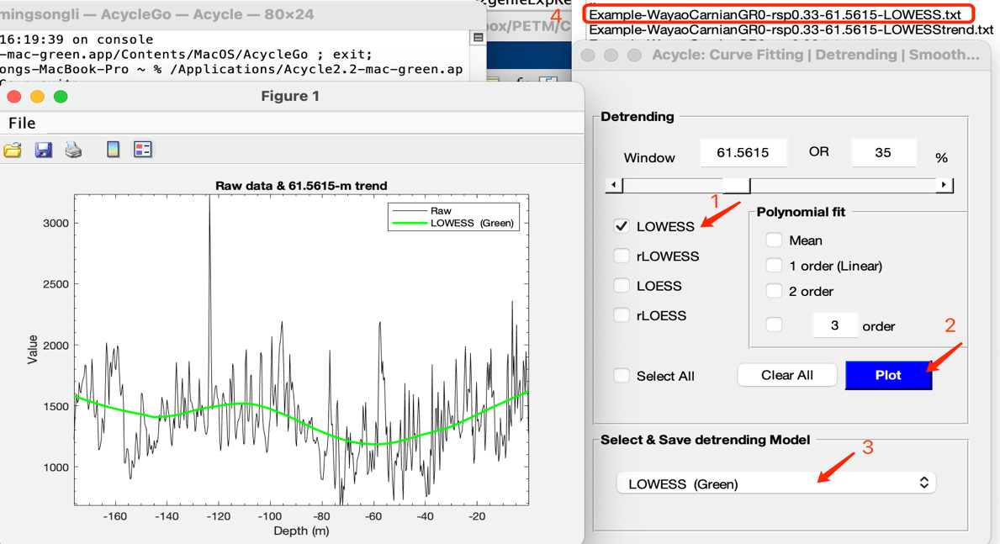 mingsongli — AcycleGo — Acycle — 80×24
4
Example-WayaoCarnianGR0-rsp0.33-61.5615-LOWESS.txt
Example-WayaoCarnianGR0-rsp0.33-61.5615-LOWESStrend.txt
16:19:39 on console
box/PETM/C
-mac-green.app/Contents/MacOS/AcycleGo ; exit;
ongs-MacBook-Pro ~ % /Applications/Acycle2.2-mac-green.ap
Acycle: Curve Fitting | Detrending | Smooth...
Figure 1
File
Raw data & 61.5615-m trend
Raw
LOWESS (Green)
Value
3000
2500
2000
1500
1000
-160
-140
-120
-100
-80
-60
-40
-20
Depth (m)
Detrending
Window
61.5615
OR
35
%
1
LOWESS
rLOWESS
LOESS
rLOESS
Polynomial fit
Mean
1 order (Linear)
2 order
3
order
2
Select All
Clear All
Plot
Select & Save detrending Model
3
LOWESS (Green)